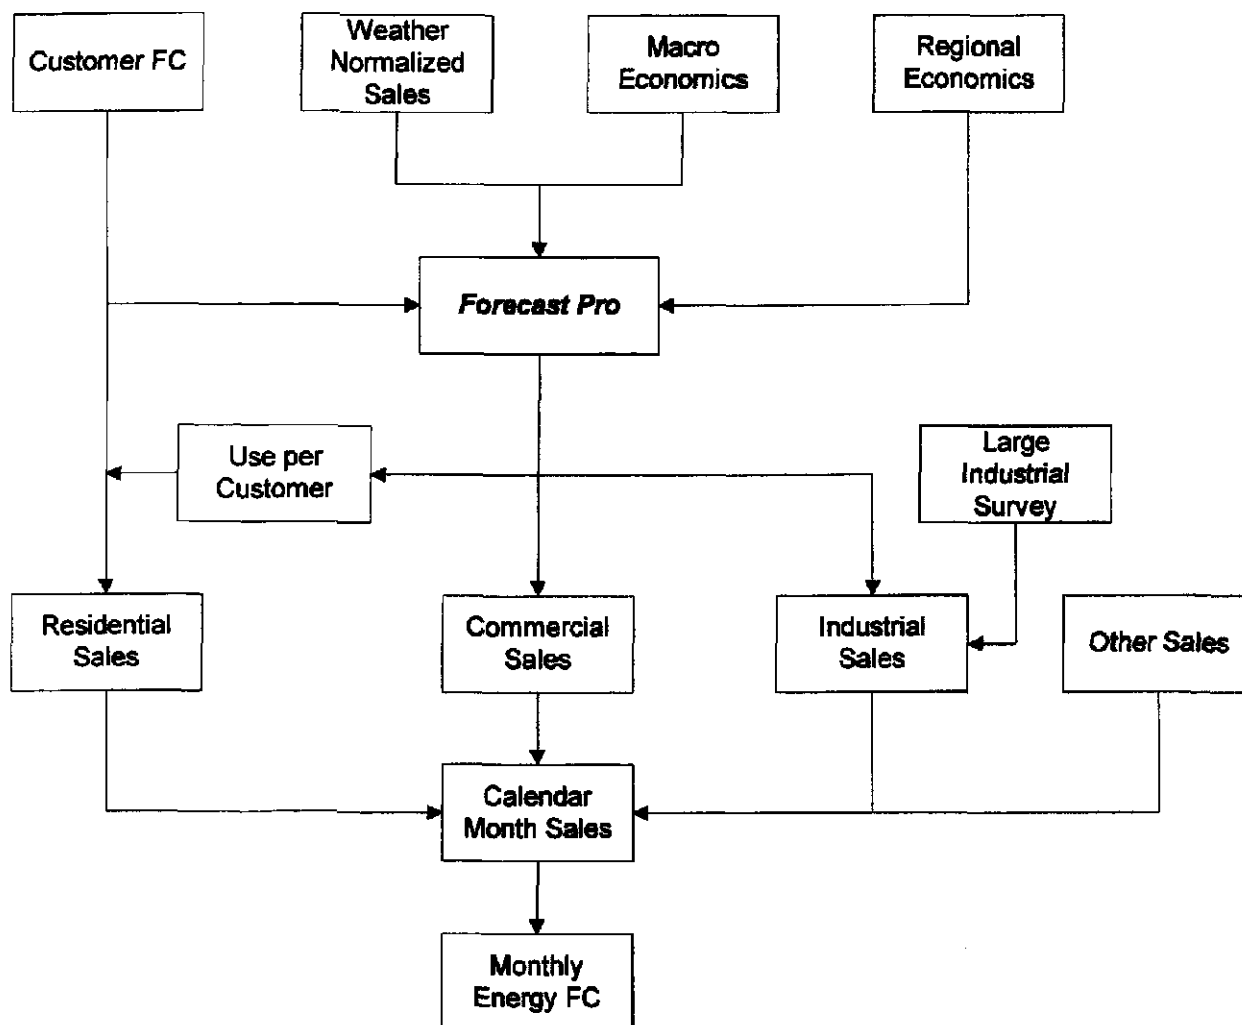 Customer FC
Weather
Normalized
Sales
Macro
Economics
Regional
Economics
Forecast Pro
Use per
Customer
Large
Industrial
Survey
Residential
Sales
Commercial
Sales
Industrial
Sales
Other Sales
Calendar
Month Sales
Monthly
Energy FC